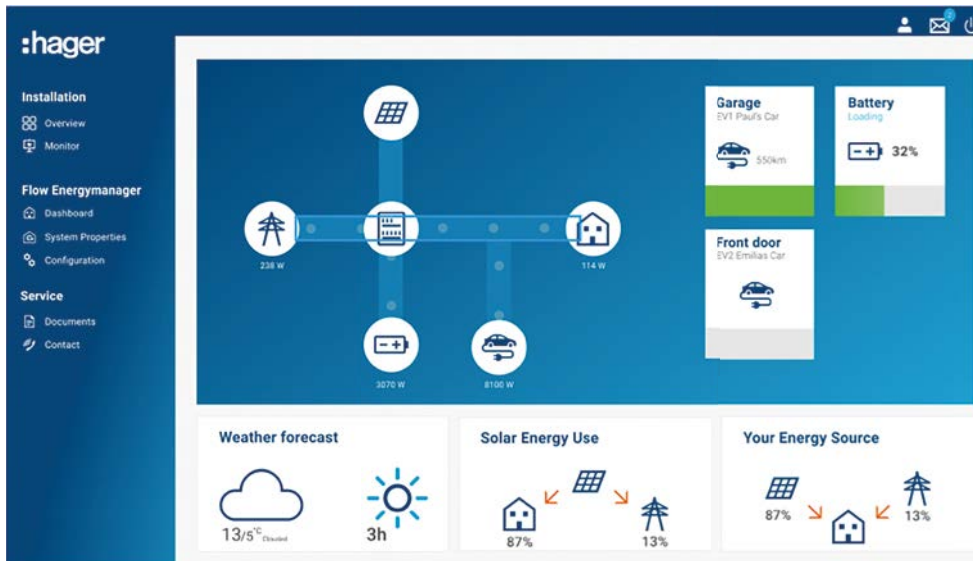 :hager
2
Installation
Overview
Monitor
Flow Energymanager
Dashboard
System Properties
Configuration
Service
Documents
Contact
238 W
114 W
3070 W
8100 W
Garage
EV1 Paul's Car
550km
Battery
Loading
32%
Front door
EV2 Emilias Car
Weather forecast
13/5°C Clouded
3h
Solar Energy Use
87%
13%
Your Energy Source
87%
13%